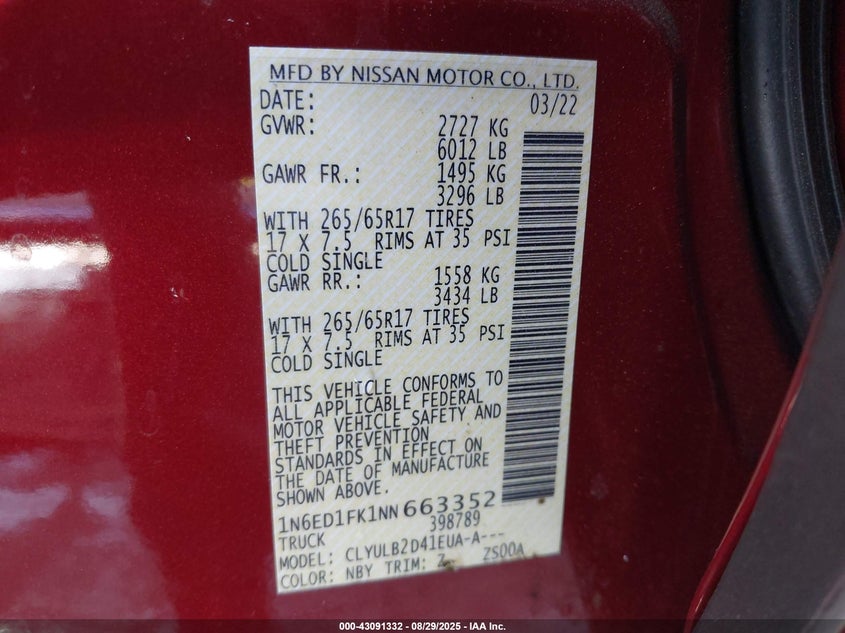 MFD BY NISSAN MOTOR CO., LTD.
DATE: 03/22
GVWR: 2727 KG
6012 LB
GAWR FR.: 1495 KG
3296 LB
WITH 265/65R17 TIRES
17 X 7.5 RIMS AT 35 PSI
COLD SINGLE
GAWR RR.: 1558 KG
3434 LB
WITH 265/65R17 TIRES
17 X 7.5 RIMS AT 35 PSI
COLD SINGLE
THIS VEHICLE CONFORMS TO
ALL APPLICABLE FEDERAL
MOTOR VEHICLE SAFETY AND
THEFT PREVENTION
STANDARDS IN EFFECT ON
THE DATE OF MANUFACTURE
SHOWN ABOVE.
1N6ED1FK1NN663352
TRUCK 398789
MODEL: CLYULB2D41EUA-A---
COLOR: NBY TRIM: Z ZS00A
000-43091332 - 08/29/2025 - IAA Inc.